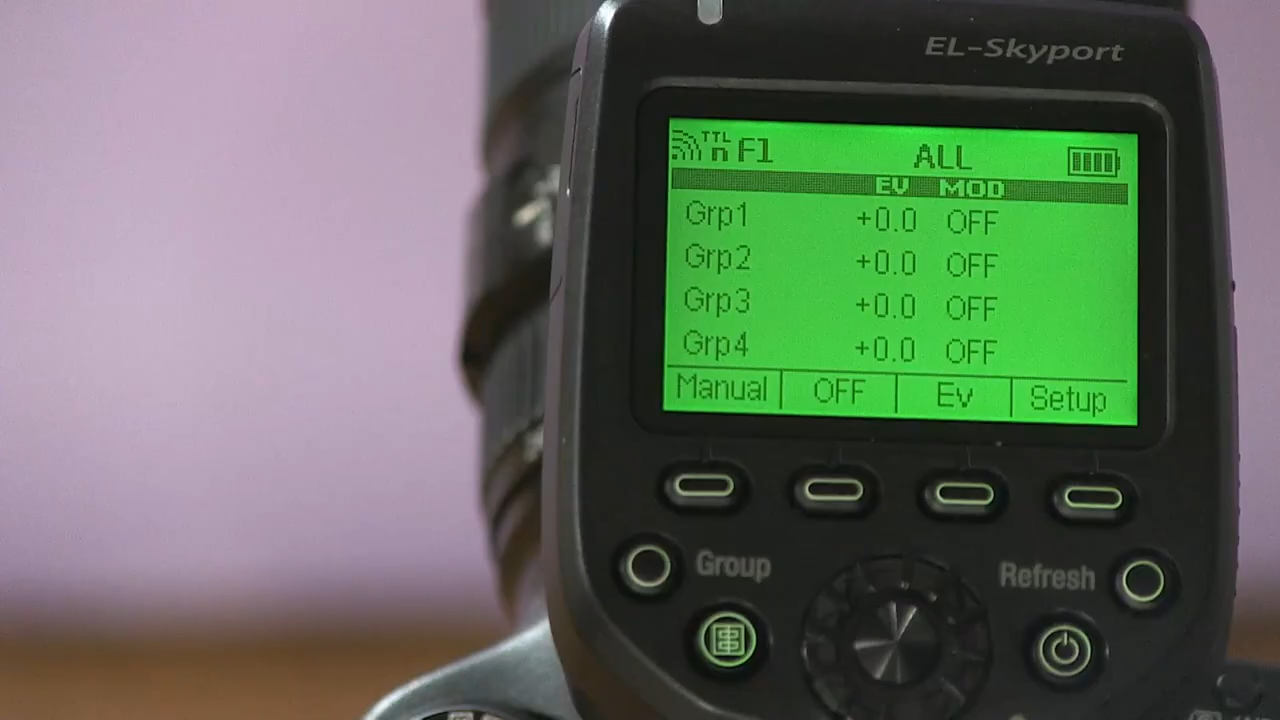 EL-Skyport
TTL
n F1 ALL
EV MOD
Grp1 +0.0 OFF
Grp2 +0.0 OFF
Grp3 +0.0 OFF
Grp4 +0.0 OFF
Manual OFF Ev Setup
Group Refresh